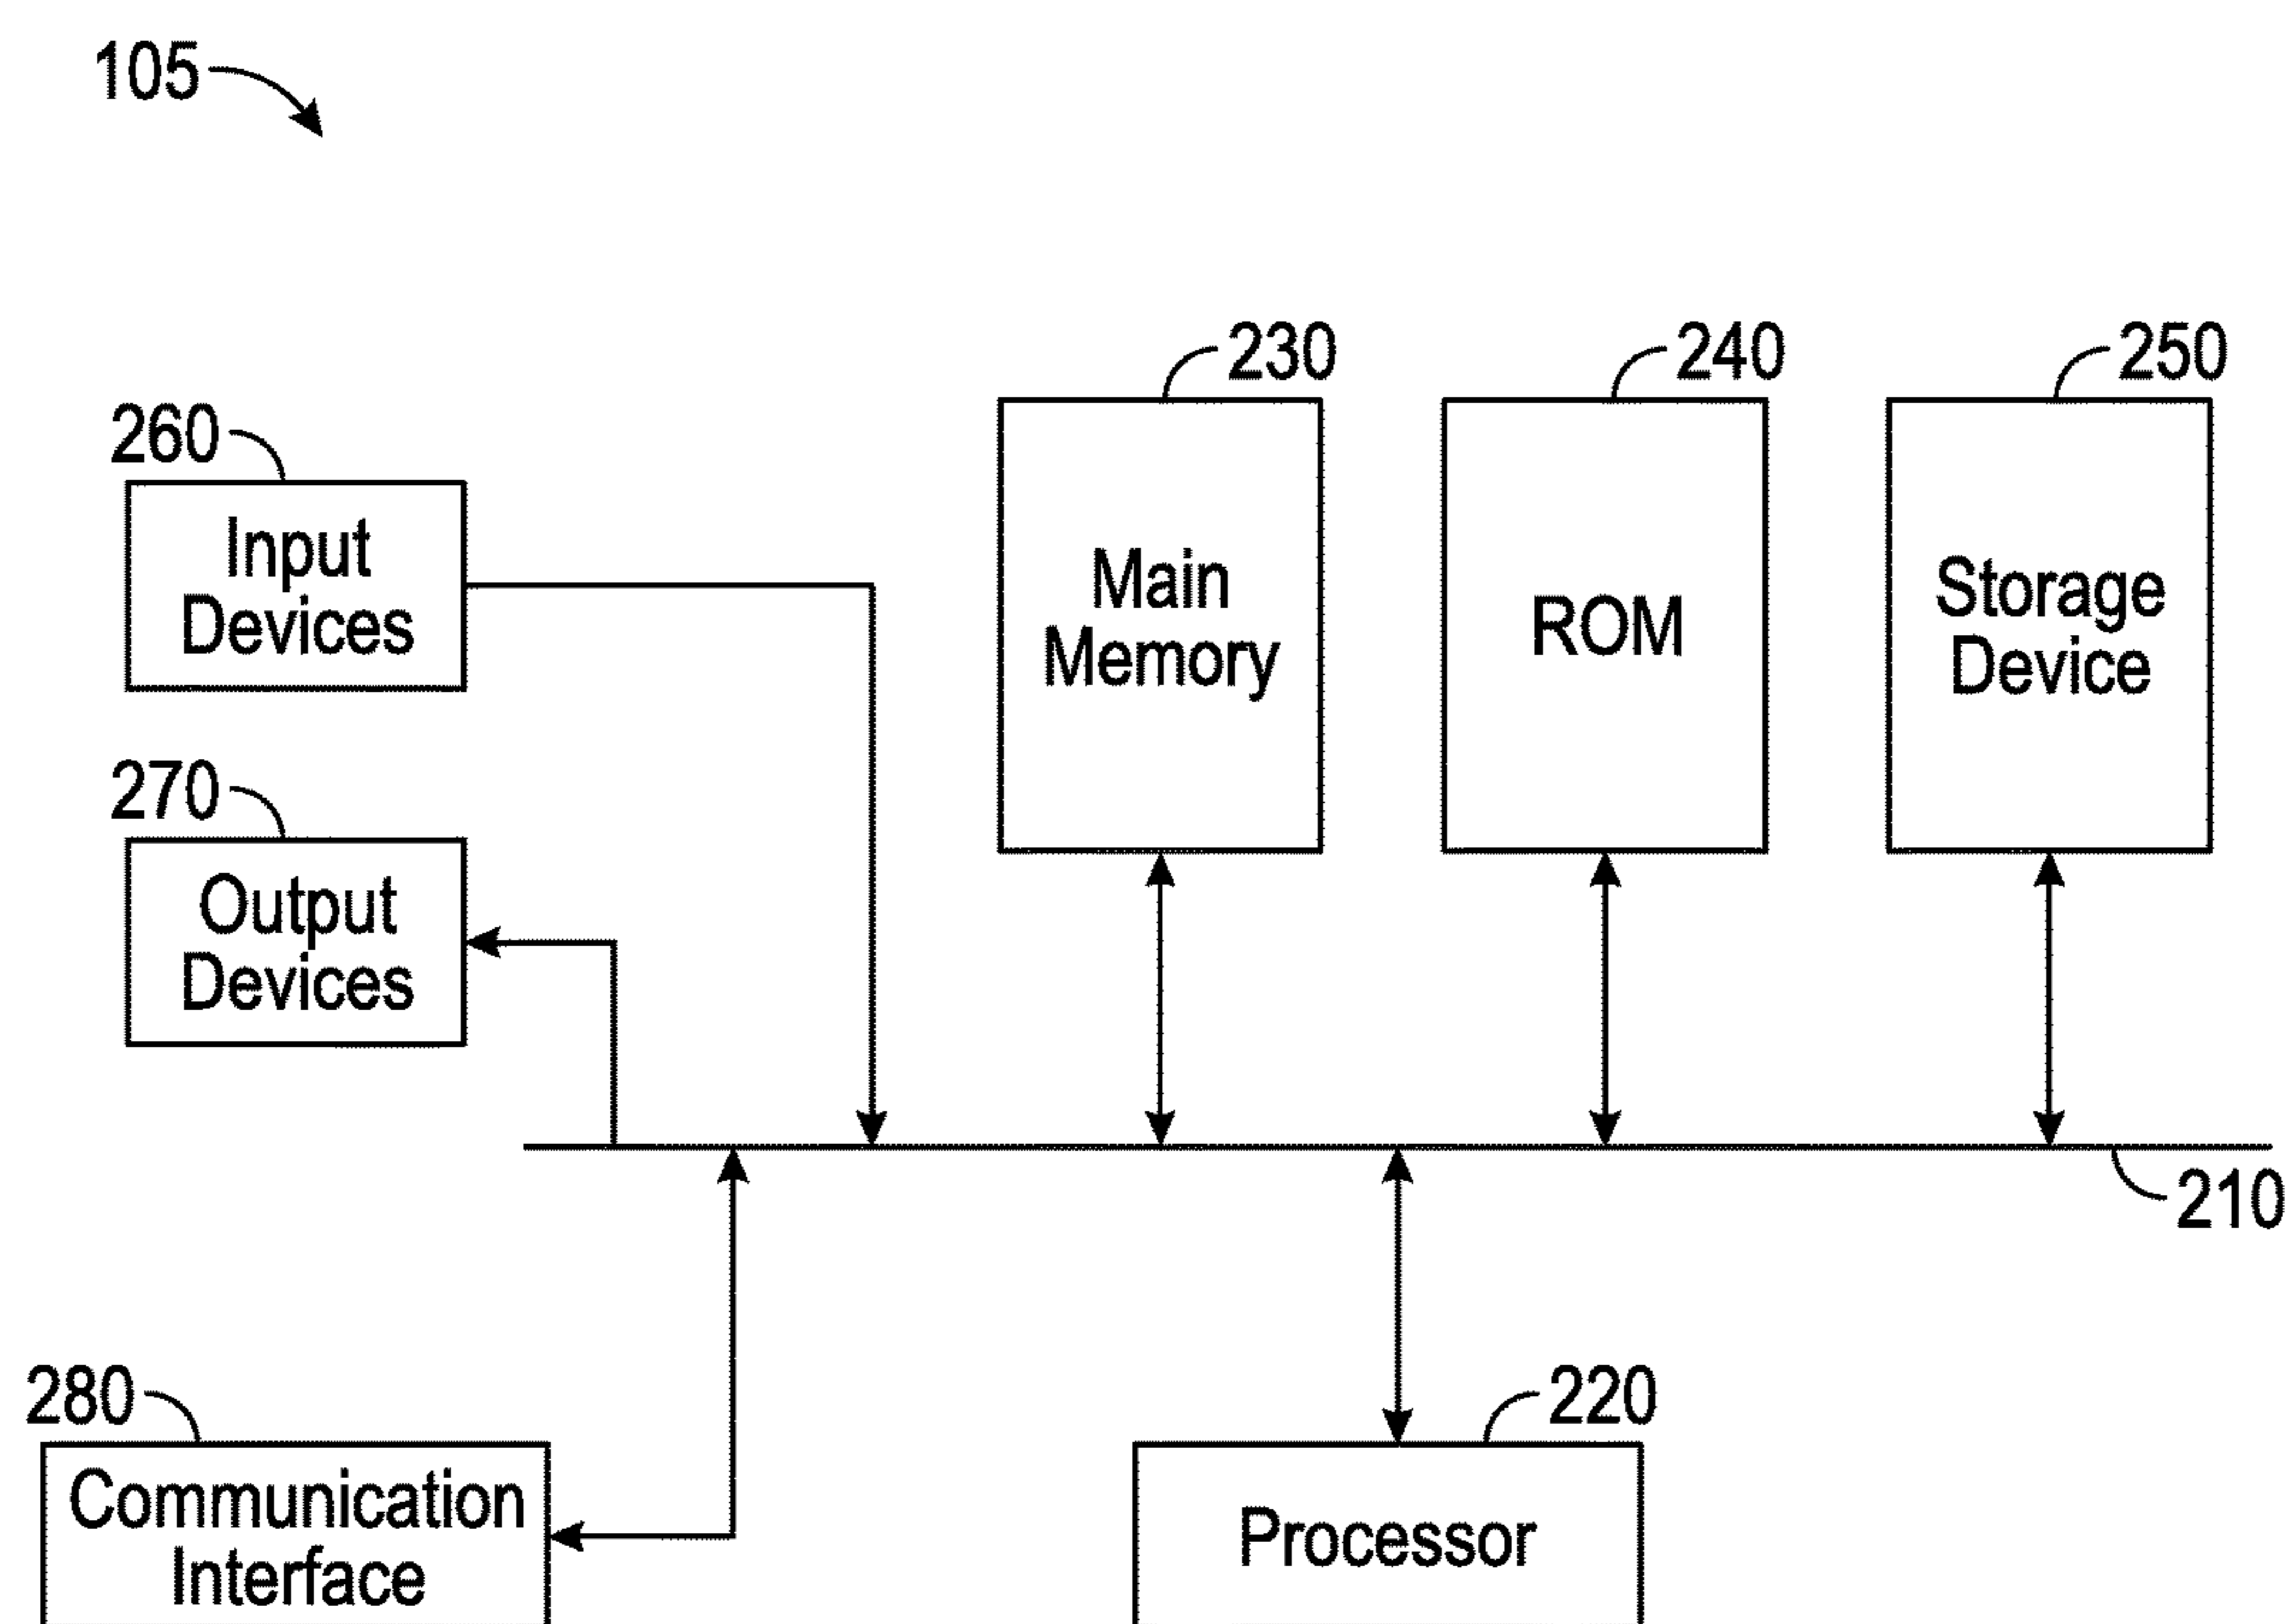 105
230
240
250
260
Input
Devices
Main
Memory
ROM
Storage
Device
270
Output
Devices
210
280
220
Communication
Interface
Processor